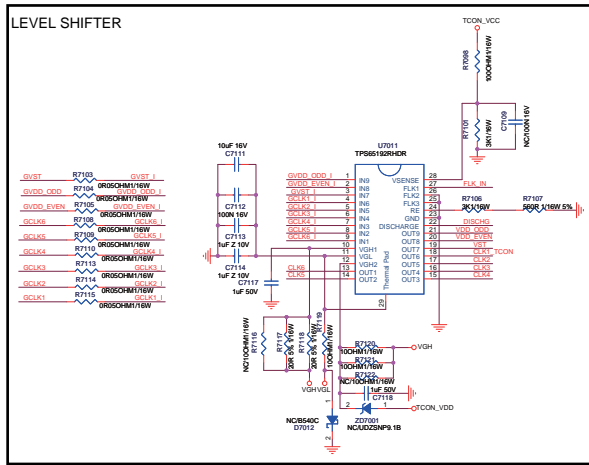 LEVEL SHIFTER
TCON_VCC
R7098
100OHM1/16W
R7101
3K1/16W
C7109
NC/100N 16V
GVST
R7103
GVST_I
0R05OHM1/16W
GVDD_ODD
R7104
GVDD_ODD_I
0R05OHM1/16W
GVDD_EVEN
R7105
GVDD_EVEN_I
0R05OHM1/16W
GCLK6
R7108
GCLK6_I
0R05OHM1/16W
GCLK5
R7109
GCLK5_I
0R05OHM1/16W
GCLK4
R7110
GCLK4_I
0R05OHM1/16W
GCLK3
R7113
GCLK3_I
0R05OHM1/16W
GCLK2
R7114
GCLK2_I
0R05OHM1/16W
GCLK1
R7115
GCLK1_I
0R05OHM1/16W
10uF 16V
C7111
C7112
100N 16V
C7113
1uF Z 10V
C7114
1uF Z 10V
C7117
1uF 50V
U7011
TPS65192RHDR
GVDD_ODD_I 1 IN9
GVDD_EVEN_I 2 IN8
GVST_I 3 IN7
GCLK1_I 4 IN6
GCLK2_I 5 IN5
GCLK3_I 6 IN4
GCLK4_I 7 IN3
GCLK5_I 8 IN2
GCLK6_I 9 IN1
10 VGH1
11 VGL
12 VGH2
CLK6 13 OUT1
CLK5 14 OUT2
VSENSE 28
FLK1 27 FLK_IN
FLK2 26
FLK3 25
RE 24
GND 23
DISCHARGE 22 DISCHG
OUT9 21 VDD_ODD
OUT8 20 VDD_EVEN
OUT7 19 VST
OUT6 18 CLK1 TCON
OUT5 17 CLK2
OUT4 16 CLK3
OUT3 15 CLK4
Thermal Pad
29
R7106
3K1/16W
R7107
560R 1/16W 5%
R7116
NC/10OHM1/16W
R7117
20R 5% 1/16W
R7118
20R 5% 1/16W
R7119
10OHM1/16W
VGH VGL
R7120
10OHM1/16W
VGH
R7121
10OHM1/16W
R7122
NC/10OHM1/16W
1uF 50V
C7118
1
NC/B540C
D7012
2
2
ZD7001
1
TCON_VDD
NC/UDZSNP9.1B